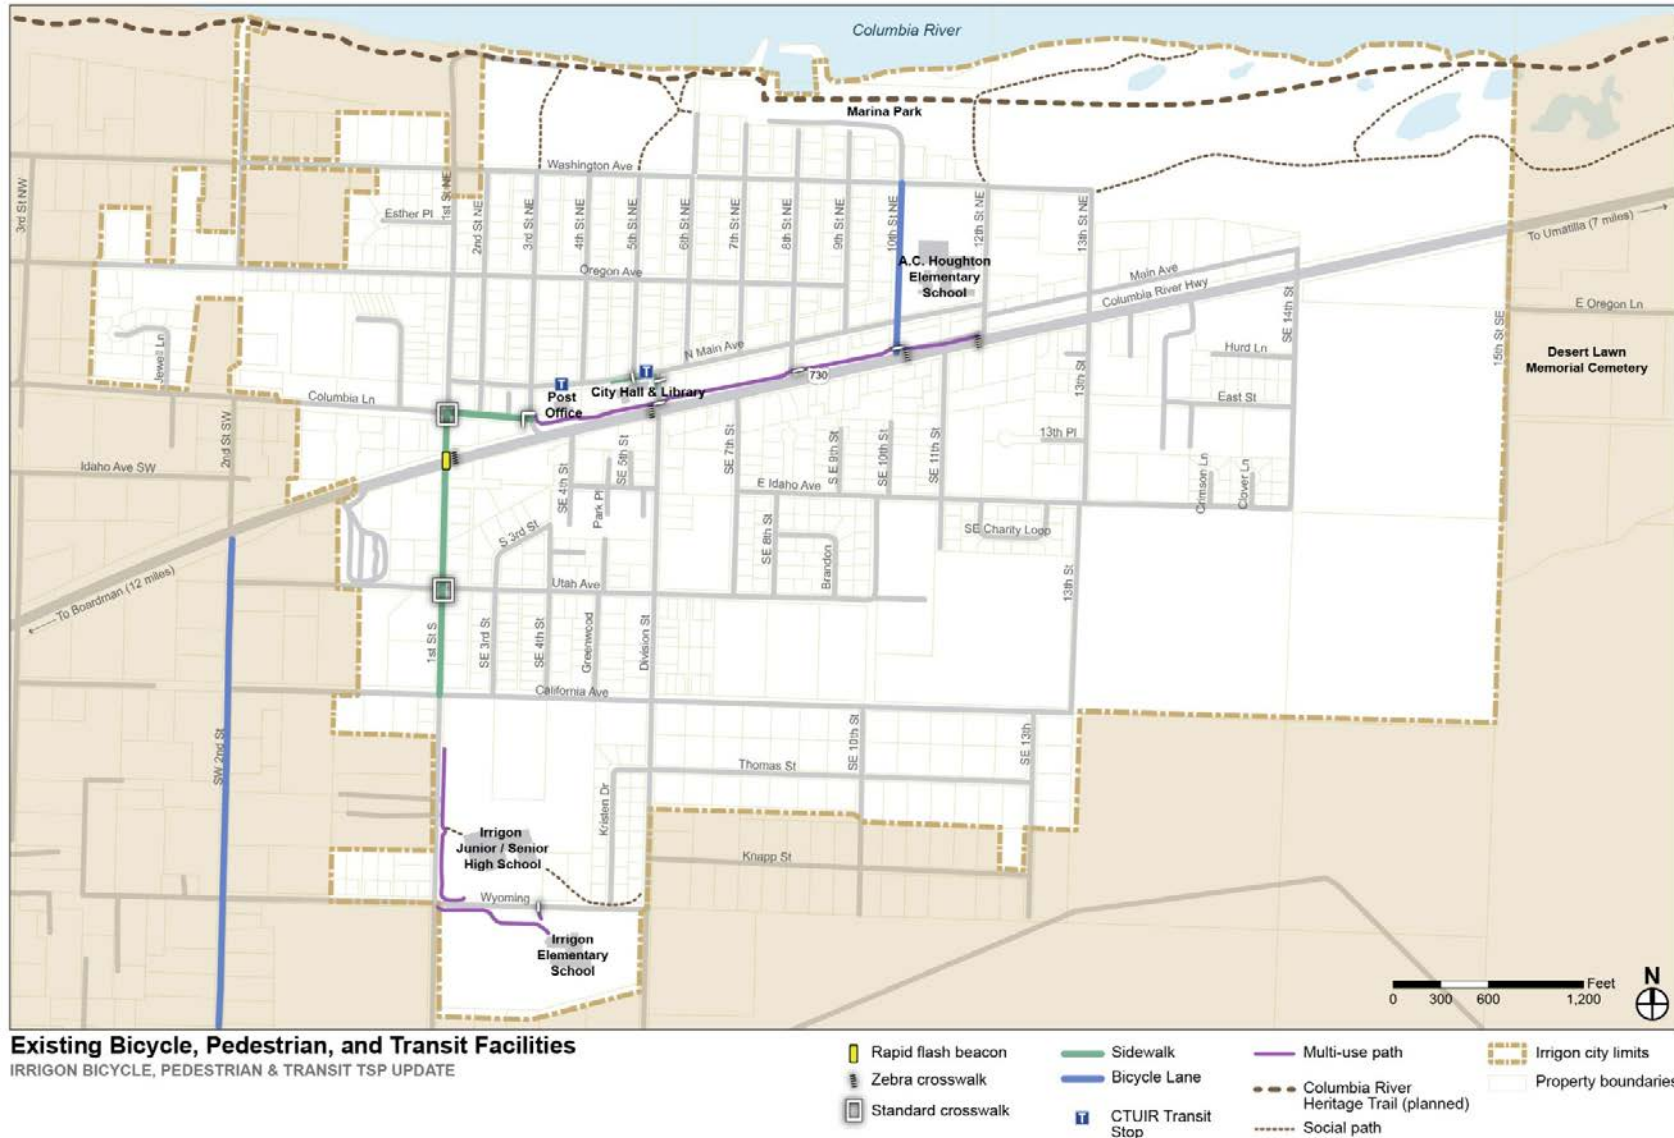 Columbia River
Marina Park
Washington Ave
3rd St NW
1st St NE
2nd St NE
3rd St NE
4th St NE
5th St NE
6th St NE
7th St NE
8th St NE
9th St NE
10th St NE
12th St NE
13th St NE
Esther Pl
To Umatilla (7 miles)
A.C. Houghton
Elementary
School
Oregon Ave
Main Ave
Columbia River Hwy
E Oregon Ln
SE 14th St
15th St SE
Jewell Ln
N Main Ave
Hurd Ln
Desert Lawn
Memorial Cemetery
730
T
T
Post
Office
City Hall & Library
13th St
East St
Columbia Ln
2nd St SW
Idaho Ave SW
SE 4th St
SE 5th St
Park Pl
SE 7th St
S E 9th St
SE 10th St
SE 11th St
13th Pl
E Idaho Ave
Crimson Ln
Clover Ln
S 3rd St
SE 8th St
Brandon
SE Charity Lopp
Utah Ave
To Boardman (12 miles)
13th St
1st St S
SE 3rd St
SE 4th St
Greenwood
Division St
California Ave
SW 2nd St
SE 10th St
SE 13th
Thomas St
Kristen Dr
Irrigon
Junior / Senior
High School
Knapp St
Wyoming
Irrigon
Elementary
School
N
Feet
0 300 600 1,200
Existing Bicycle, Pedestrian, and Transit Facilities
IRRIGON BICYCLE, PEDESTRIAN & TRANSIT TSP UPDATE
Rapid flash beacon
Zebra crosswalk
Standard crosswalk
Sidewalk
Bicycle Lane
T
CTUIR Transit
Stop
Multi-use path
Columbia River
Heritage Trail (planned)
Social path
Irrigon city limits
Property boundaries